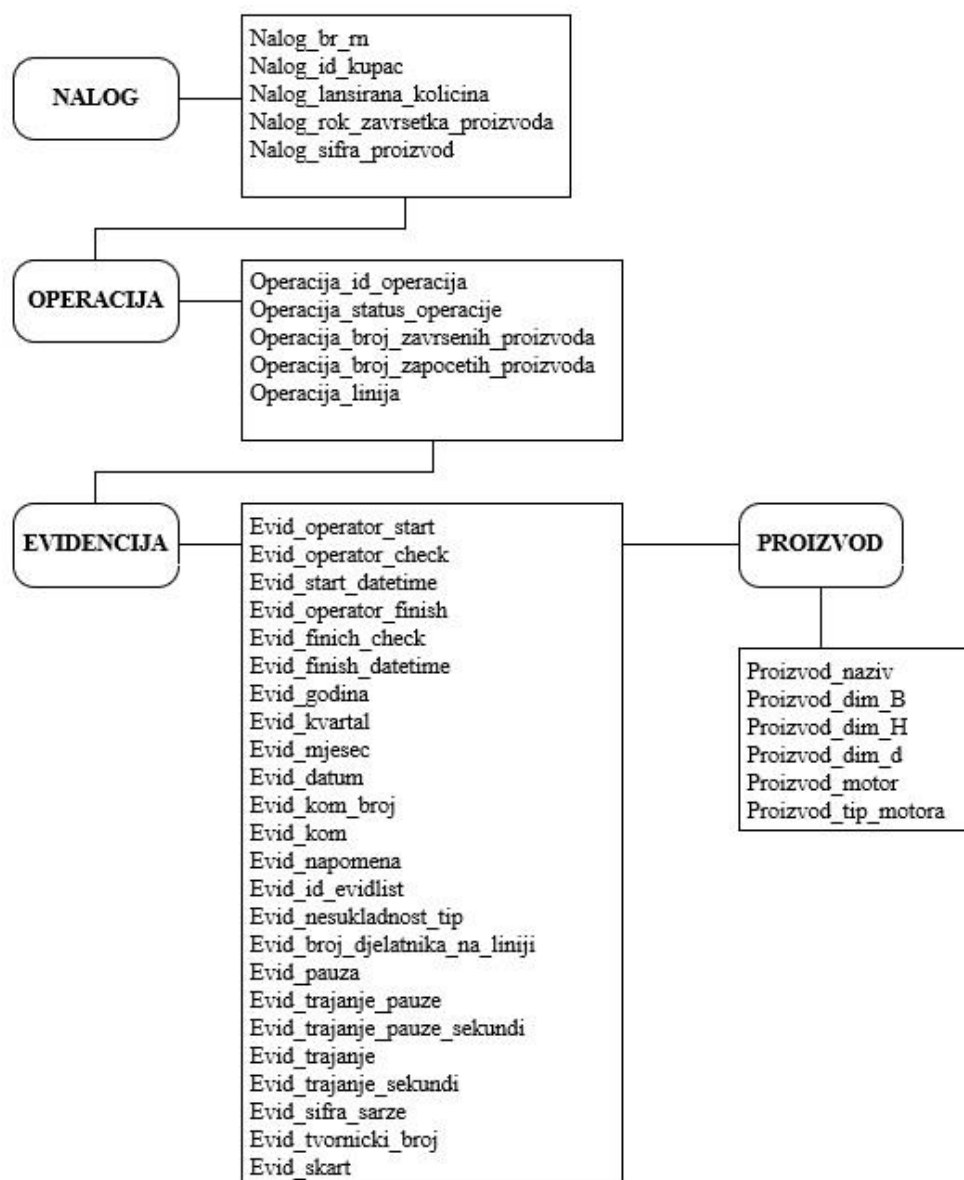 NALOG
Nalog_br_rn
Nalog_id_kupac
Nalog_lansirana_kolicina
Nalog_rok_zavrsetka_proizvoda
Nalog_sifra_proizvod
OPERACIJA
Operacija_id_operacija
Operacija_status_operacije
Operacija_broj_zavrsenih_proizvoda
Operacija_broj_zapocetih_proizvoda
Operacija_linija
EVIDENCIJA
Evid_operator_start
Evid_operator_check
Evid_start_datetime
Evid_operator_finish
Evid_finich_check
Evid_finish_datetime
Evid_godina
Evid_kvartal
Evid_mjesec
Evid_datum
Evid_kom_broj
Evid_kom
Evid_napomena
Evid_id_evidlist
Evid_nesukladnost_tip
Evid_broj_djelatnika_na_liniji
Evid_pauza
Evid_trajanje_pauze
Evid_trajanje_pauze_sekundi
Evid_trajanje
Evid_trajanje_sekundi
Evid_sifra_sarze
Evid_tvornicki_broj
Evid_skart
PROIZVOD
Proizvod_naziv
Proizvod_dim_B
Proizvod_dim_H
Proizvod_dim_d
Proizvod_motor
Proizvod_tip_motora